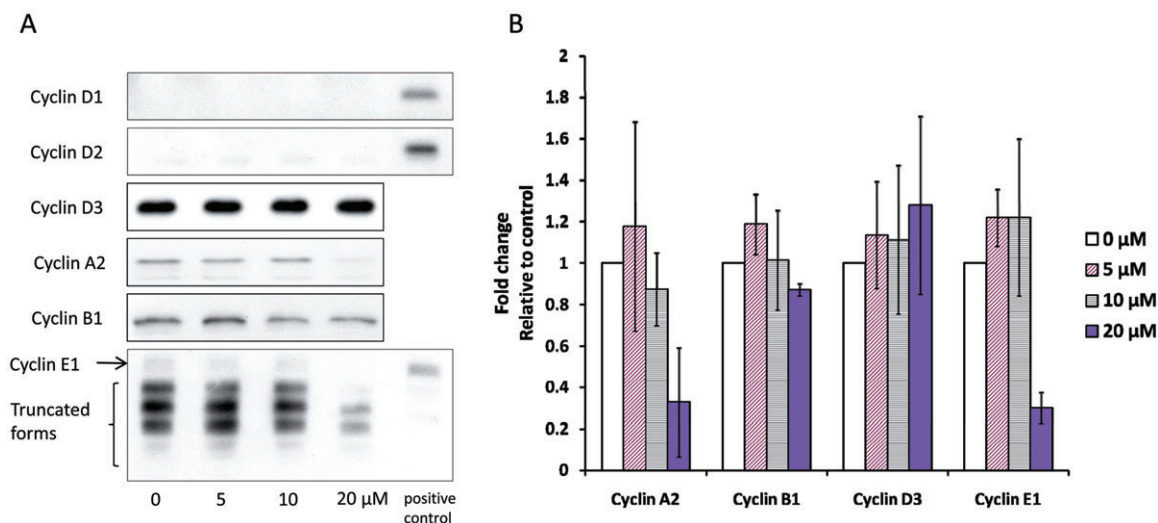 A
Cyclin D1
Cyclin D2
Cyclin D3
Cyclin A2
Cyclin B1
Cyclin E1
Truncated
forms
0 5 10 20 µM positive
control
B
2
1.8
1.6
1.4
1.2
1
0.8
0.6
0.4
0.2
0
Fold change
Relative to control
Cyclin A2 Cyclin B1 Cyclin D3 Cyclin E1
0 µM
5 µM
10 µM
20 µM